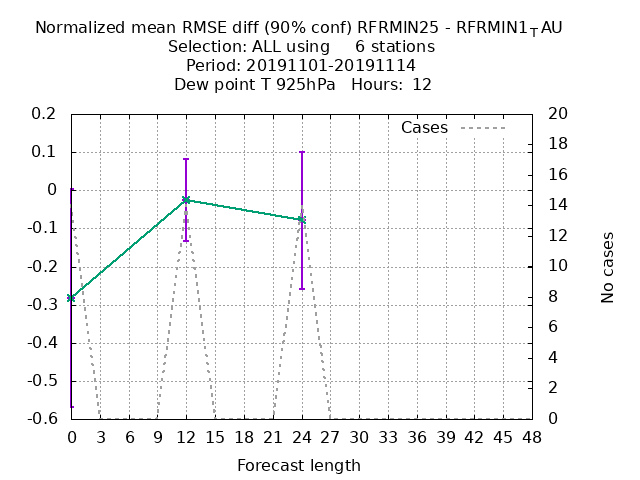 Normalized mean RMSE diff (90% conf) RFRMIN25 - RFRMIN1TAU
Selection: ALL using     6 stations
Period: 20191101-20191114
Dew point T 925hPa   Hours: 12
Cases
0.2
0.1
0
-0.1
-0.2
-0.3
-0.4
-0.5
-0.6
20
18
16
14
12
10
8
6
4
2
0
No cases
0 3 6 9 12 15 18 21 24 27 30 33 36 39 42 45 48
Forecast length